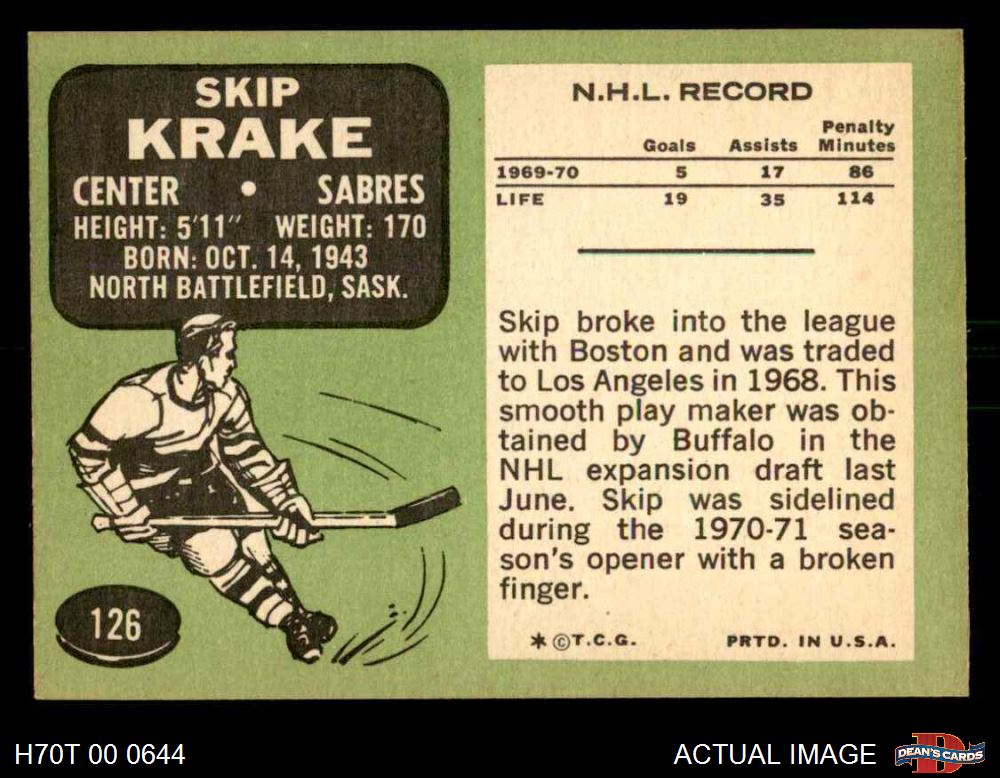 SKIP
KRAKE
CENTER • SABRES
HEIGHT: 5'11" WEIGHT: 170
BORN: OCT. 14, 1943
NORTH BATTLEFIELD, SASK.
126
N.H.L. RECORD
Goals Assists Penalty Minutes
1969-70 5 17 86
LIFE 19 35 114
Skip broke into the league
with Boston and was traded
to Los Angeles in 1968. This
smooth play maker was ob-
tained by Buffalo in the
NHL expansion draft last
June. Skip was sidelined
during the 1970-71 sea-
son's opener with a broken
finger.
* © T.C.G. PRTD. IN U.S.A.
H70T 00 0644
ACTUAL IMAGE
DEAN'S CARDS